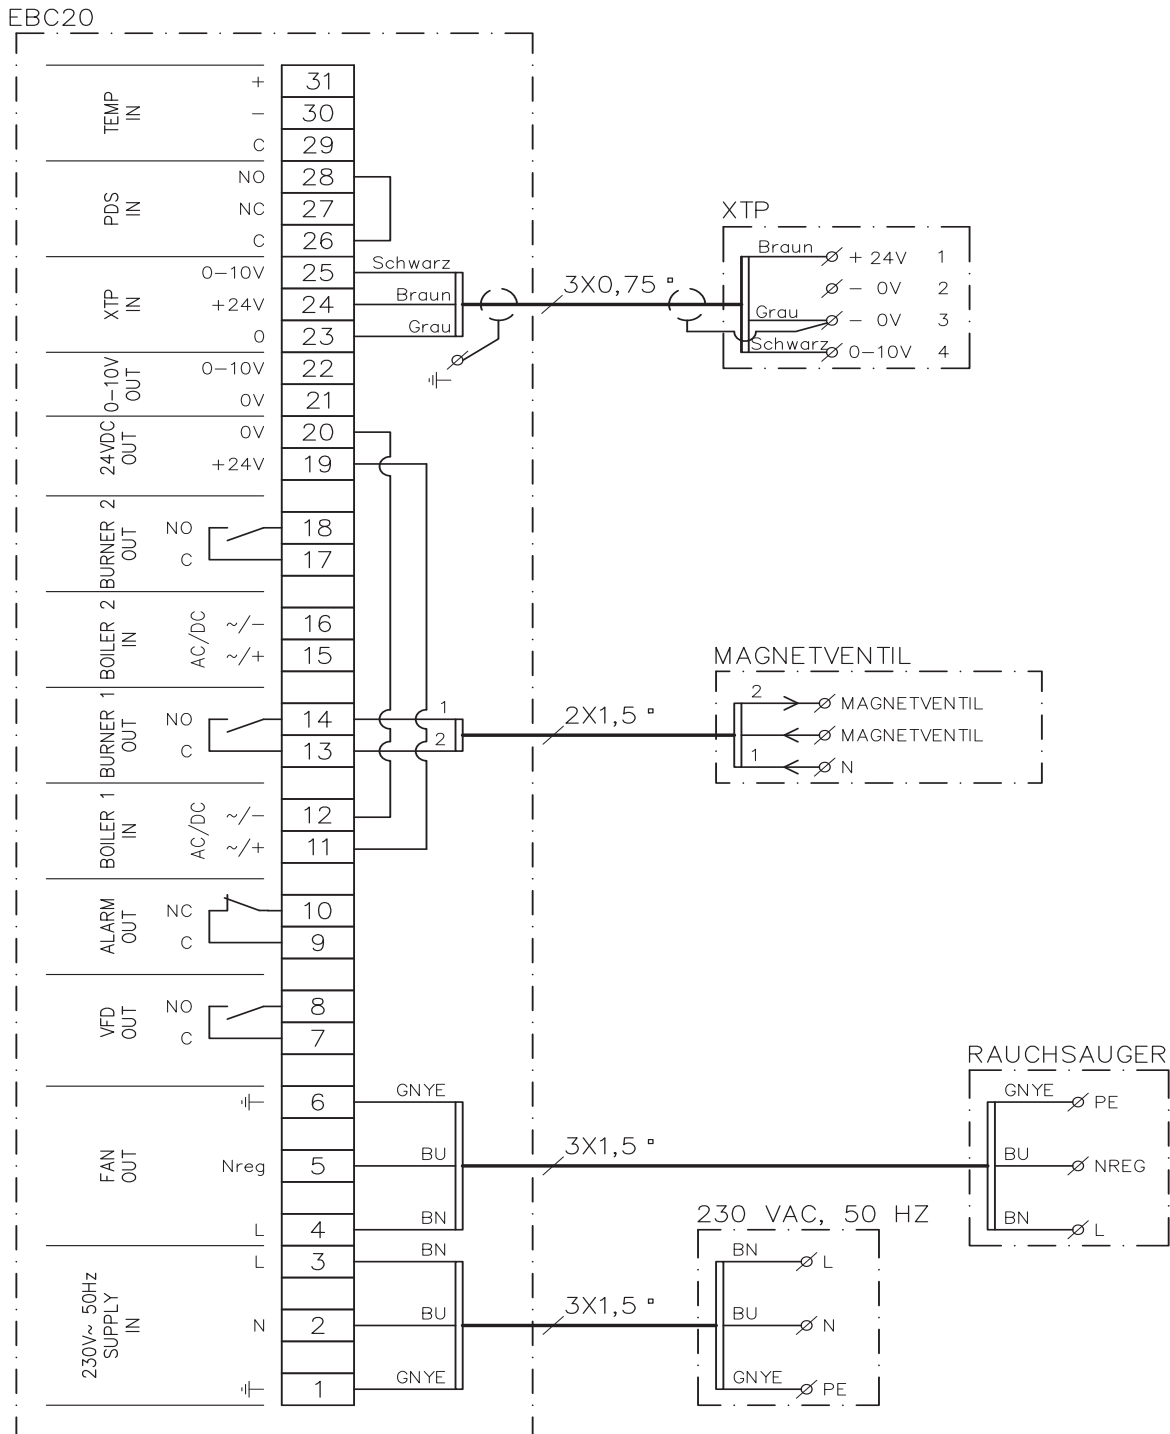 EBC20
TEMP IN
+ 31
− 30
C 29
PDS IN
NO 28
NC 27
C 26
XTP IN
0−10V 25 Schwarz
+24V 24 Braun
0 23 Grau
3X0,75 ▫
XTP
Braun + 24V 1
− 0V 2
Grau − 0V 3
Schwarz 0−10V 4
0−10V OUT
0−10V 22
0V 21
24VDC OUT
0V 20
+24V 19
BURNER 2 OUT
NO 18
C 17
BOILER 2 IN
AC/DC
~/− 16
~/+ 15
BURNER 1 OUT
NO 14 1
C 13 2
2X1,5 ▫
MAGNETVENTIL
2 MAGNETVENTIL
MAGNETVENTIL
1 N
BOILER 1 IN
AC/DC
~/− 12
~/+ 11
ALARM OUT
NC 10
C 9
VFD OUT
NO 8
C 7
FAN OUT
6 GNYE
Nreg 5 BU
L 4 BN
3X1,5 ▫
RAUCHSAUGER
GNYE PE
BU NREG
BN L
230V~ 50Hz SUPPLY IN
L 3 BN
N 2 BU
1 GNYE
3X1,5 ▫
230 VAC, 50 HZ
BN L
BU N
GNYE PE